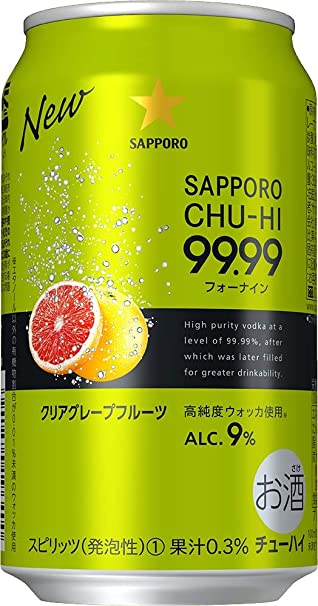 New
SAPPORO
SAPPORO
CHU-HI
99.99
フォーナイン
High purity vodka at a
level of 99.99%, after
which was later filled
for greater drinkability.
クリアグレープフルーツ
高純度ウォッカ使用※
ALC. 9%
さけ
お酒
スピリッツ(発泡性)① 果汁0.3% チューハイ